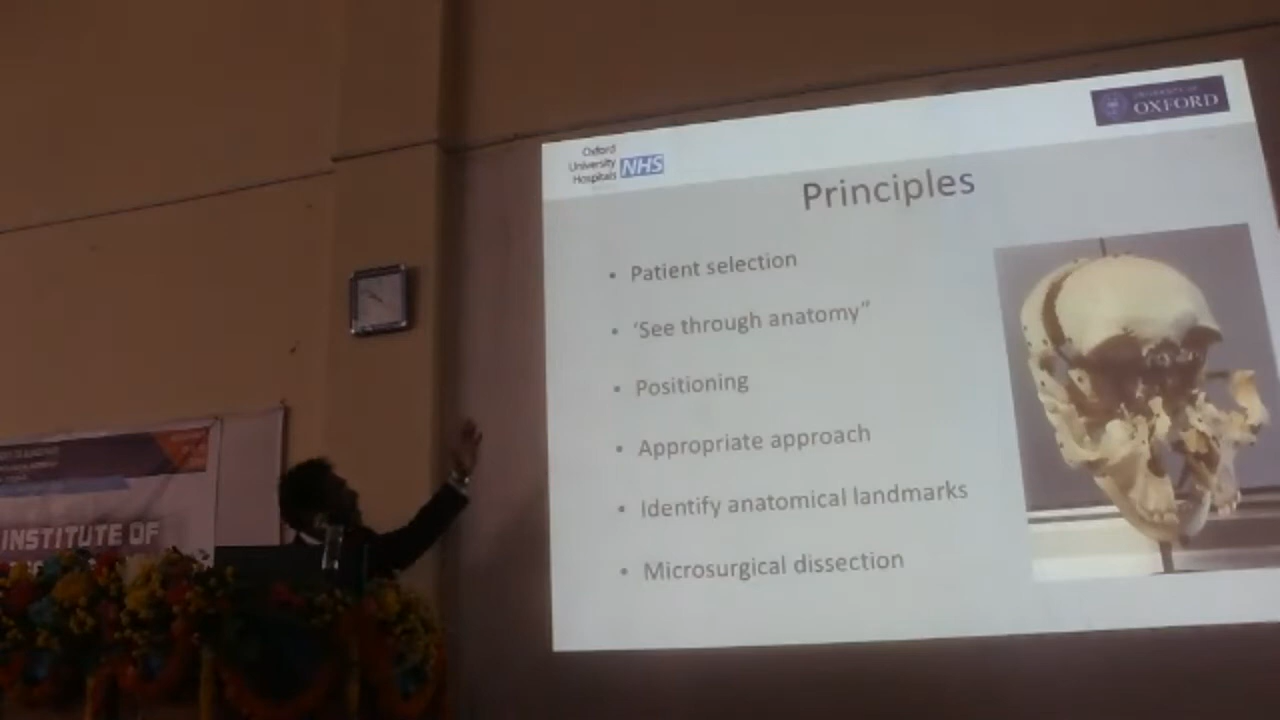 UNIVERSITY OF
OXFORD
Oxford
University
Hospitals NHS
Principles
• Patient selection
• ‘See through anatomy”
• Positioning
• Appropriate approach
• Identify anatomical landmarks
• Microsurgical dissection
INSTITUTE OF